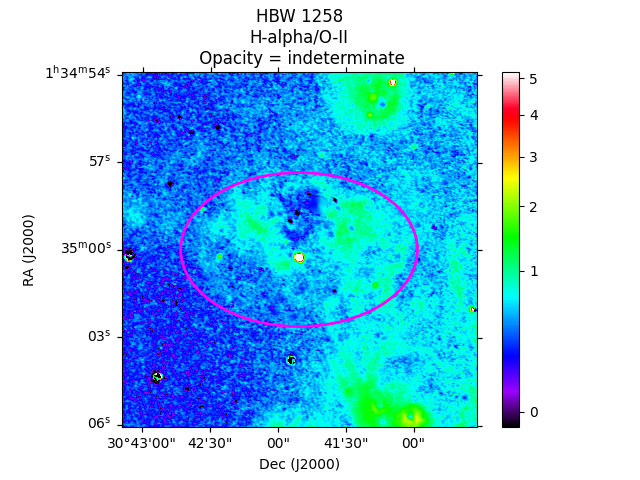 HBW 1258
H-alpha/O-II
Opacity = indeterminate
1ʰ34ᵐ54ˢ
57ˢ
35ᵐ00ˢ
03ˢ
06ˢ
RA (J2000)
30°43'00" 42'30" 00" 41'30" 00"
Dec (J2000)
5
4
3
2
1
0